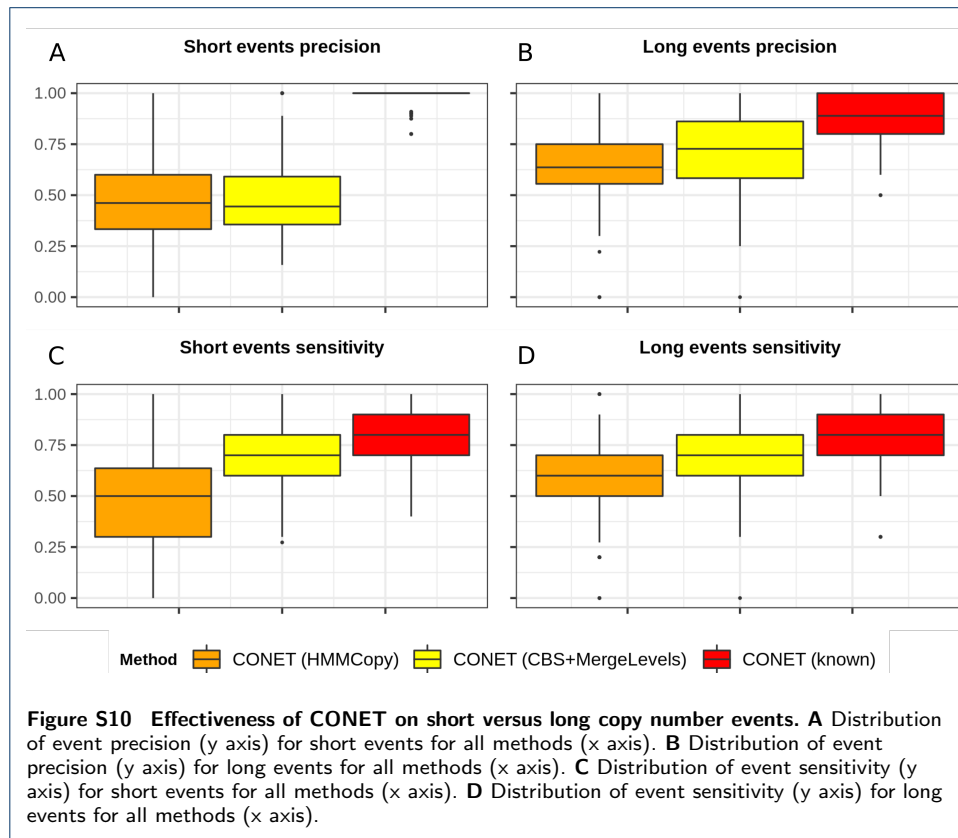 A Short events precision B Long events precision
1.00
0.75
0.50
0.25
0.00
C Short events sensitivity D Long events sensitivity
1.00
0.75
0.50
0.25
0.00
Method CONET (HMMCopy) CONET (CBS+MergeLevels) CONET (known)
Figure S10 Effectiveness of CONET on short versus long copy number events. A Distribution
of event precision (y axis) for short events for all methods (x axis). B Distribution of event
precision (y axis) for long events for all methods (x axis). C Distribution of event sensitivity (y
axis) for short events for all methods (x axis). D Distribution of event sensitivity (y axis) for long
events for all methods (x axis).